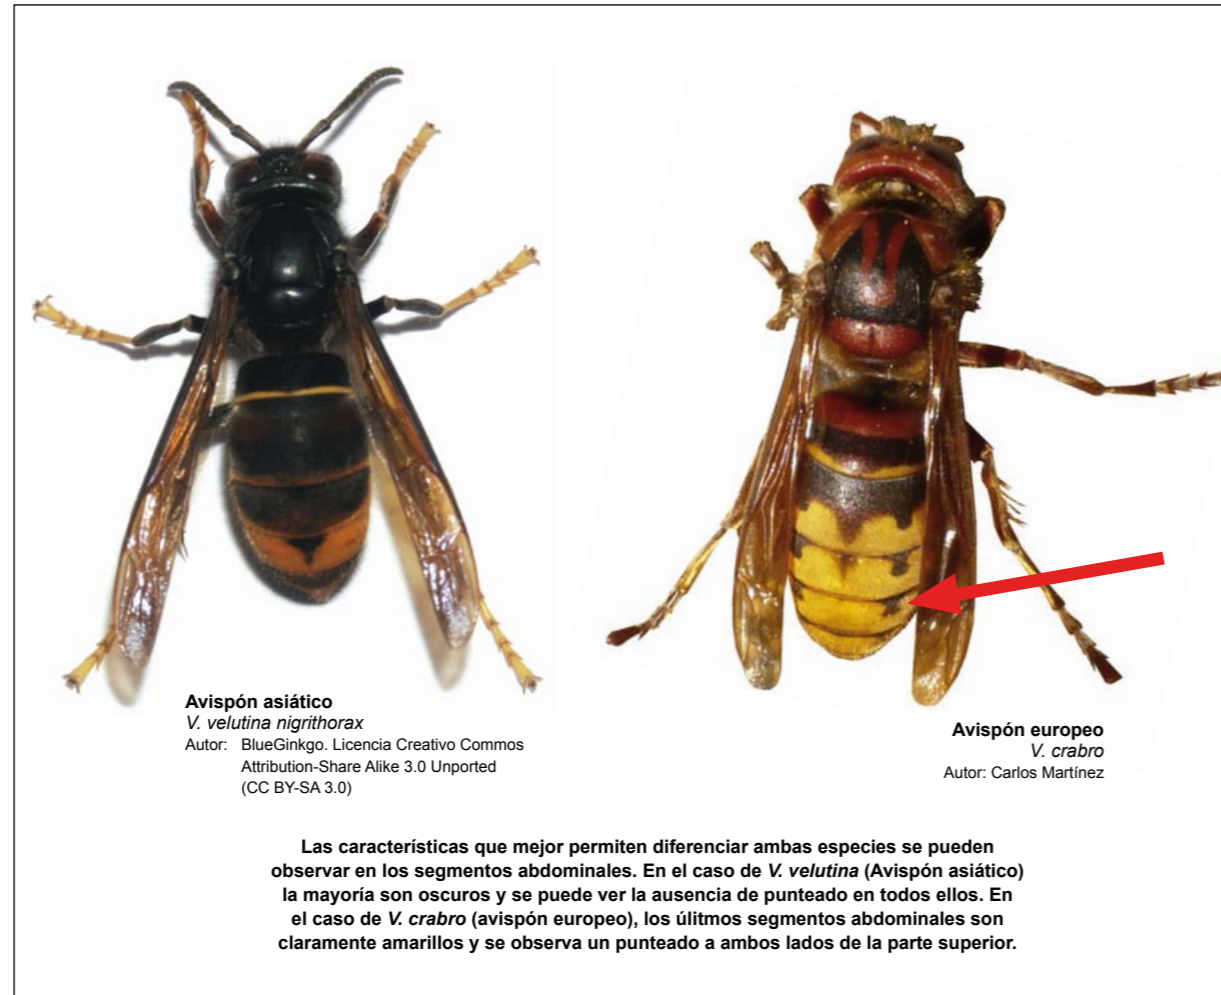 Avispón asiático
V. velutina nigrithorax
Autor: BlueGinkgo. Licencia Creativo Commos
Attribution-Share Alike 3.0 Unported
(CC BY-SA 3.0)
Avispón europeo
V. crabro
Autor: Carlos Martínez
Las características que mejor permiten diferenciar ambas especies se pueden
observar en los segmentos abdominales. En el caso de V. velutina (Avispón asiático)
la mayoría son oscuros y se puede ver la ausencia de punteado en todos ellos. En
el caso de V. crabro (avispón europeo), los úlitmos segmentos abdominales son
claramente amarillos y se observa un punteado a ambos lados de la parte superior.